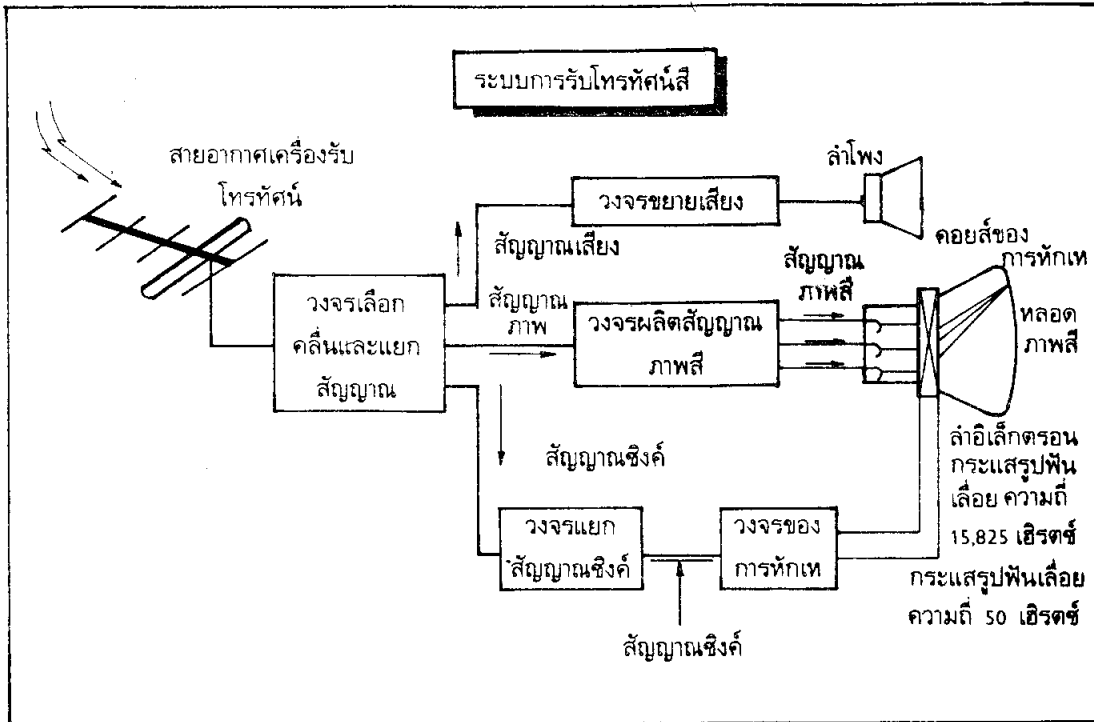 ระบบการรับโทรทัศน์สี
สายอากาศเครื่องรับ
โทรทัศน์
ลำโพง
วงจรขยายเสียง
สัญญาณเสียง
คอยส์ของ
การหักเห
สัญญาณ
ภาพสี
วงจรเลือก
คลื่นและแยก
สัญญาณ
สัญญาณ
ภาพ
วงจรผลิตสัญญาณ
ภาพสี
หลอด
ภาพสี
สัญญาณซิงค์
ลำอิเล็กตรอน
กระแสรูปฟัน
เลื่อย ความถี่
15,825 เฮิรตซ์
วงจรแยก
สัญญาณซิงค์
วงจรของ
การหักเห
กระแสรูปฟันเลื่อย
ความถี่ 50 เฮิรตซ์
สัญญาณซิงค์